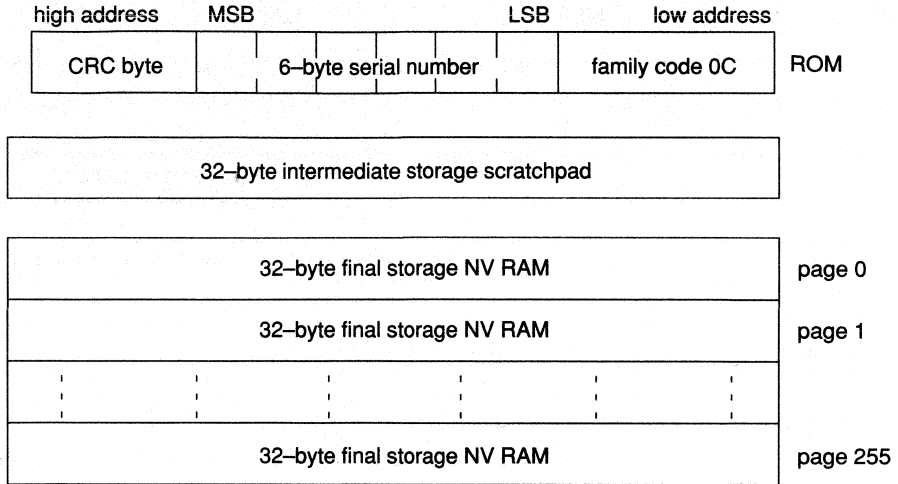 high address MSB LSB low address
CRC byte 6–byte serial number family code 0C ROM
32–byte intermediate storage scratchpad
32–byte final storage NV RAM page 0
32–byte final storage NV RAM page 1
32–byte final storage NV RAM page 255